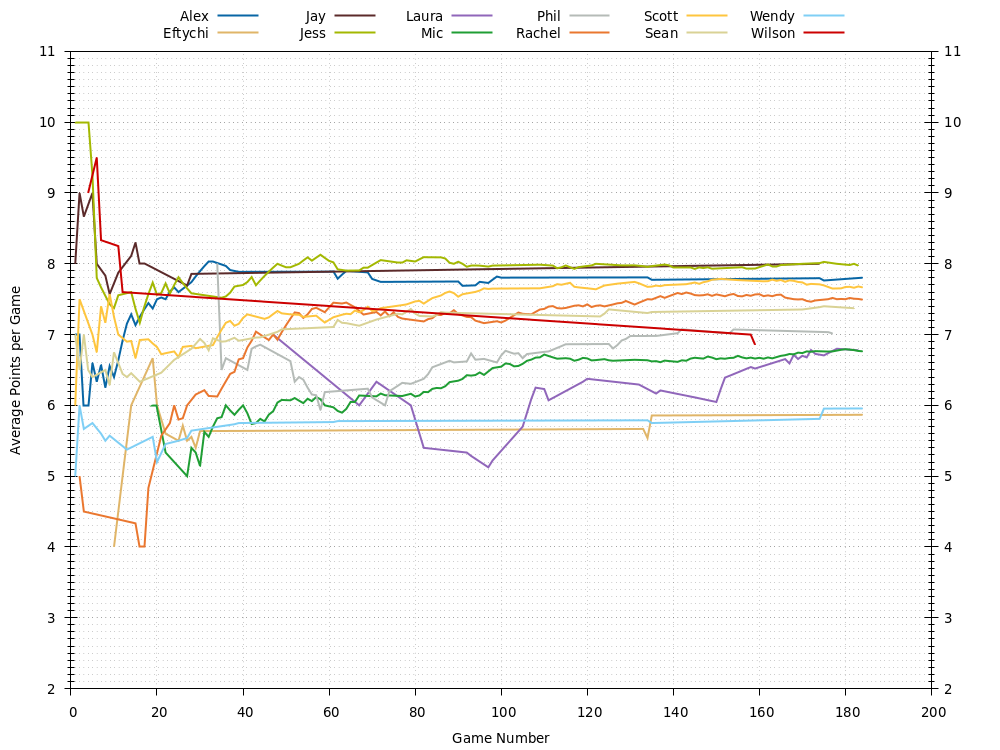 Alex Jay Laura Phil Scott Wendy
Eftychi Jess Mic Rachel Sean Wilson
11 11
10 10
9 9
8 8
7 7
6 6
5 5
4 4
3 3
2 2
Average Points per Game
0 20 40 60 80 100 120 140 160 180 200
Game Number